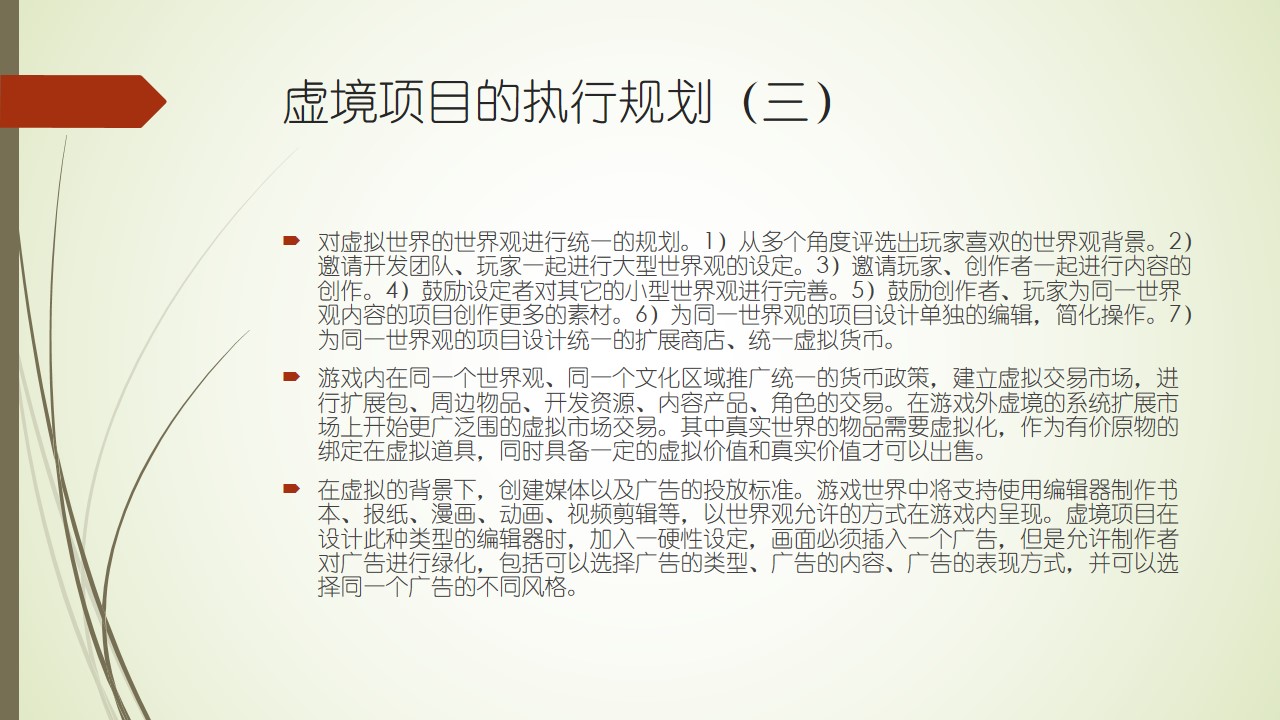 虚境项目的执行规划（三）
对虚拟世界的世界观进行统一的规划。1）从多个角度评选出玩家喜欢的世界观背景。2）
邀请开发团队、玩家一起进行大型世界观的设定。3）邀请玩家、创作者一起进行内容的
创作。4）鼓励设定者对其它的小型世界观进行完善。5）鼓励创作者、玩家为同一世界
观内容的项目创作更多的素材。6）为同一世界观的项目设计单独的编辑，简化操作。7）
为同一世界观的项目设计统一的扩展商店、统一虚拟货币。
游戏内在同一个世界观、同一个文化区域推广统一的货币政策，建立虚拟交易市场，进
行扩展包、周边物品、开发资源、内容产品、角色的交易。在游戏外虚境的系统扩展市
场上开始更广泛围的虚拟市场交易。其中真实世界的物品需要虚拟化，作为有价原物的
绑定在虚拟道具，同时具备一定的虚拟价值和真实价值才可以出售。
在虚拟的背景下，创建媒体以及广告的投放标准。游戏世界中将支持使用编辑器制作书
本、报纸、漫画、动画、视频剪辑等，以世界观允许的方式在游戏内呈现。虚境项目在
设计此种类型的编辑器时，加入一硬性设定，画面必须插入一个广告，但是允许制作者
对广告进行绿化，包括可以选择广告的类型、广告的内容、广告的表现方式，并可以选
择同一个广告的不同风格。